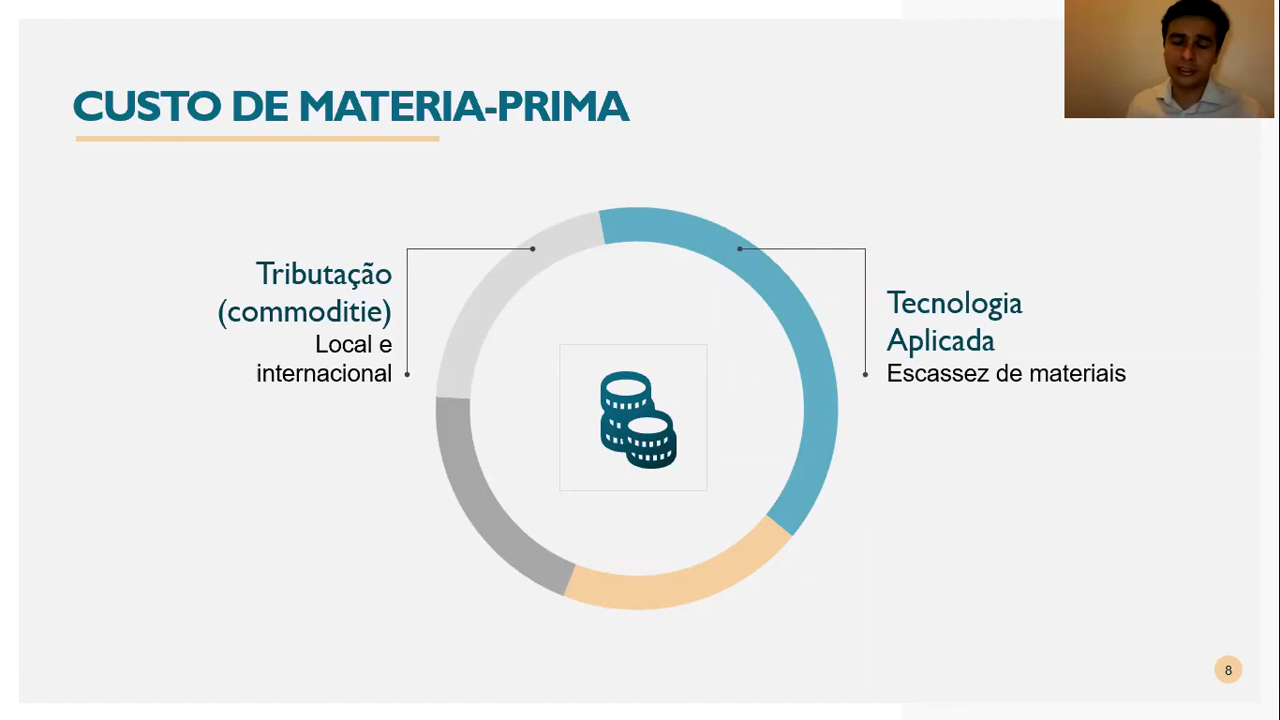 CUSTO DE MATERIA-PRIMA
Tributação
(commoditie)
Local e
internacional
Tecnologia
Aplicada
Escassez de materiais
8